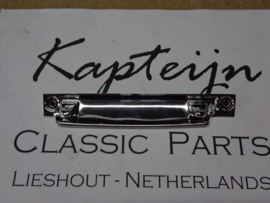 Kapteijn
CLASSIC PARTS
LIESHOUT - NETHERLANDS